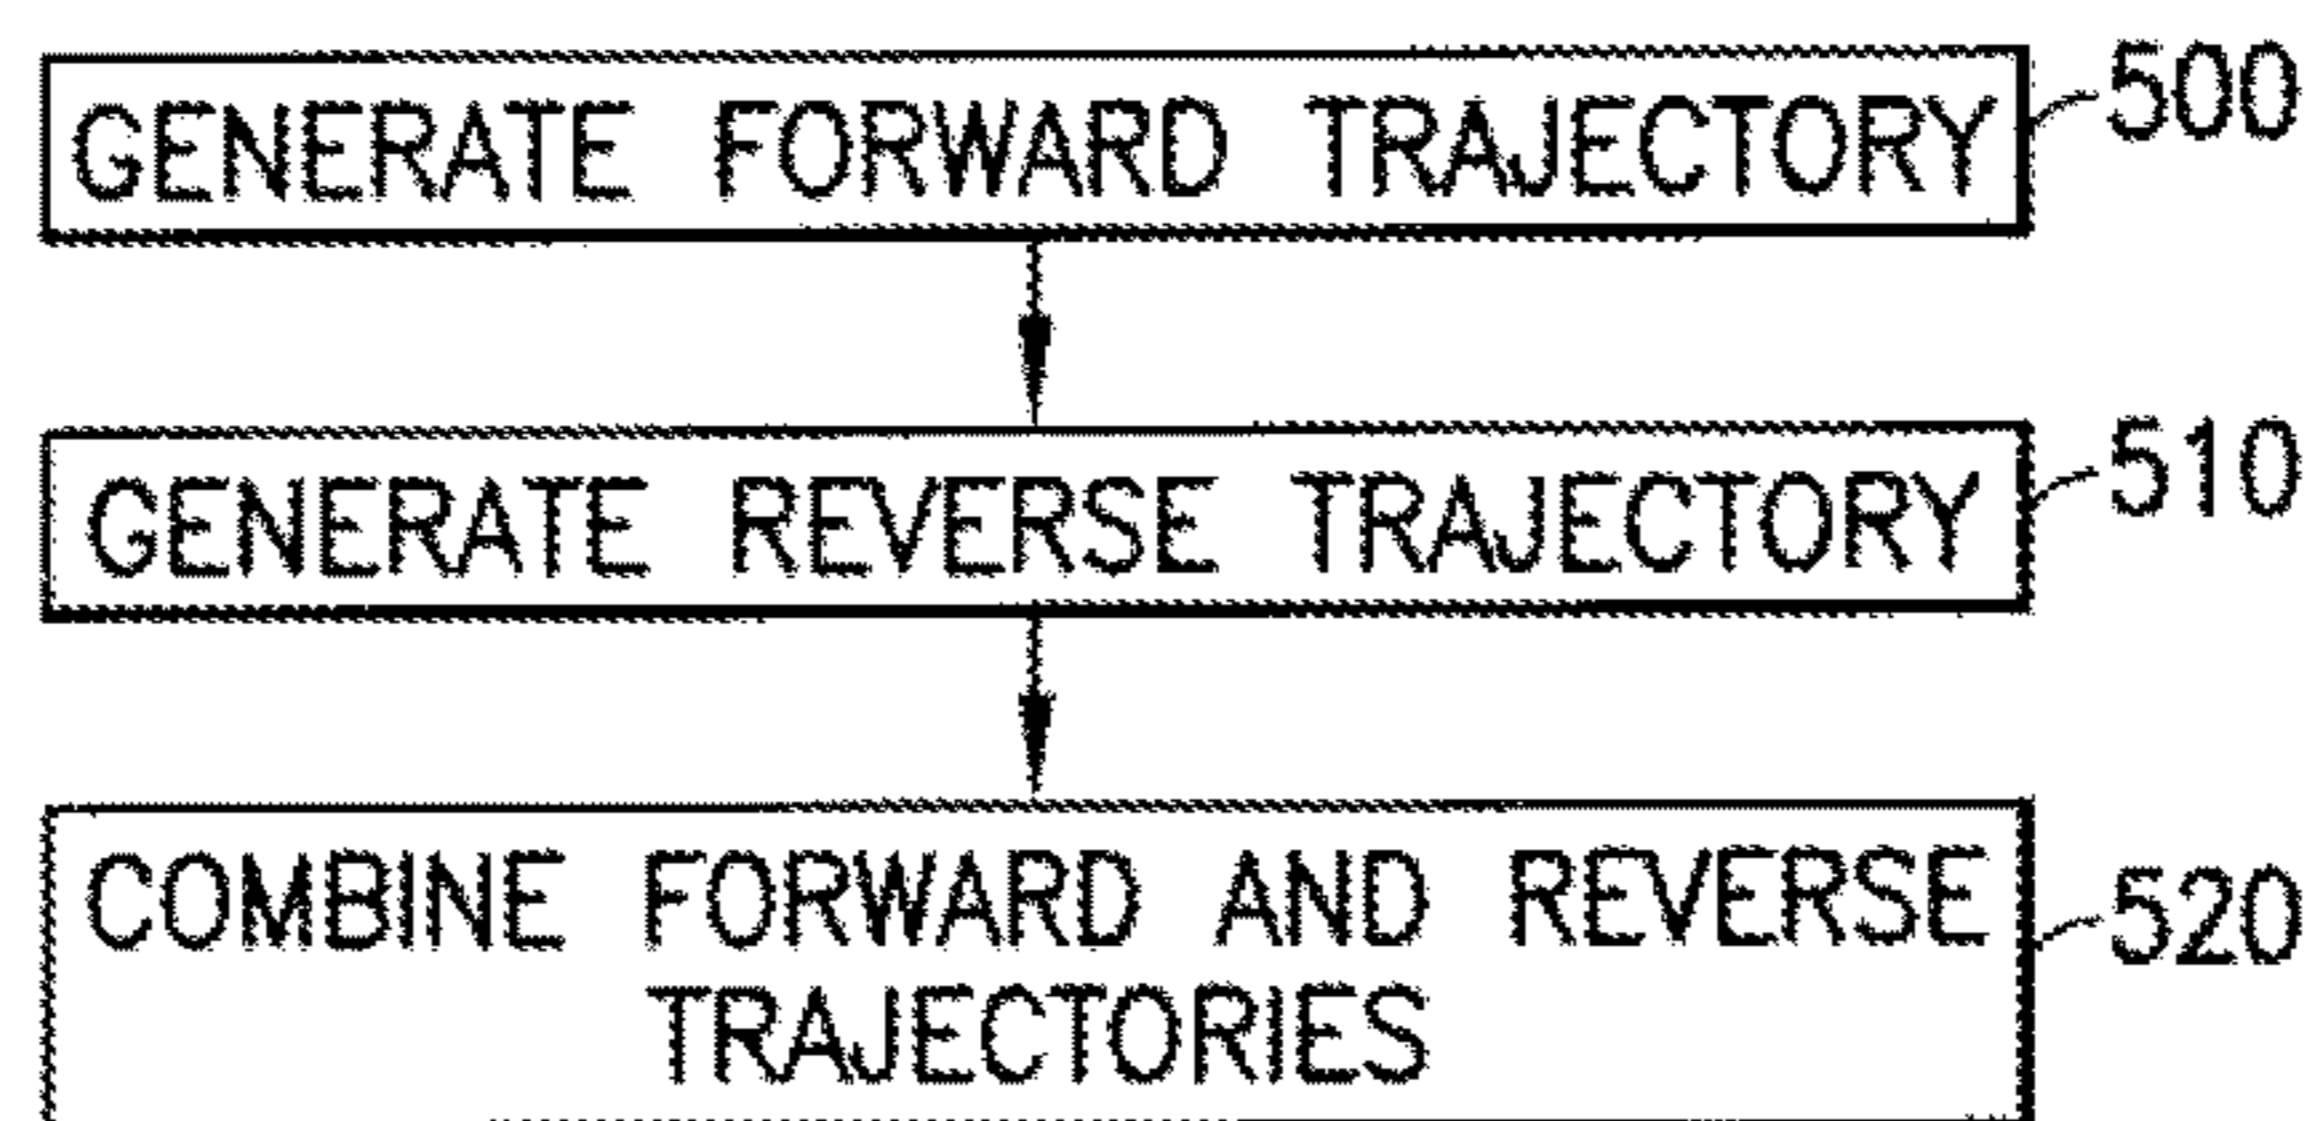 GENERATE FORWARD TRAJECTORY
500
GENERATE REVERSE TRAJECTORY
510
COMBINE FORWARD AND REVERSE
TRAJECTORIES
520